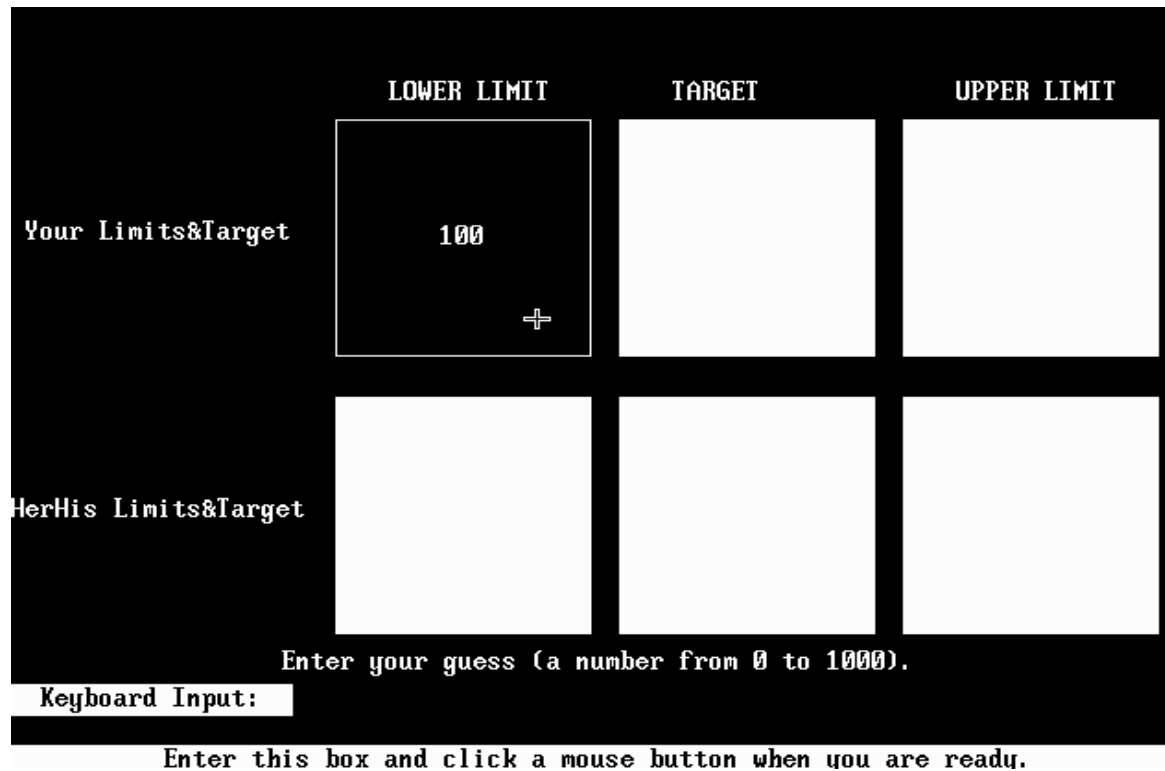 LOWER LIMIT TARGET UPPER LIMIT
Your Limits&Target 100
HerHis Limits&Target
Enter your guess (a number from 0 to 1000).
Keyboard Input:
Enter this box and click a mouse button when you are ready.